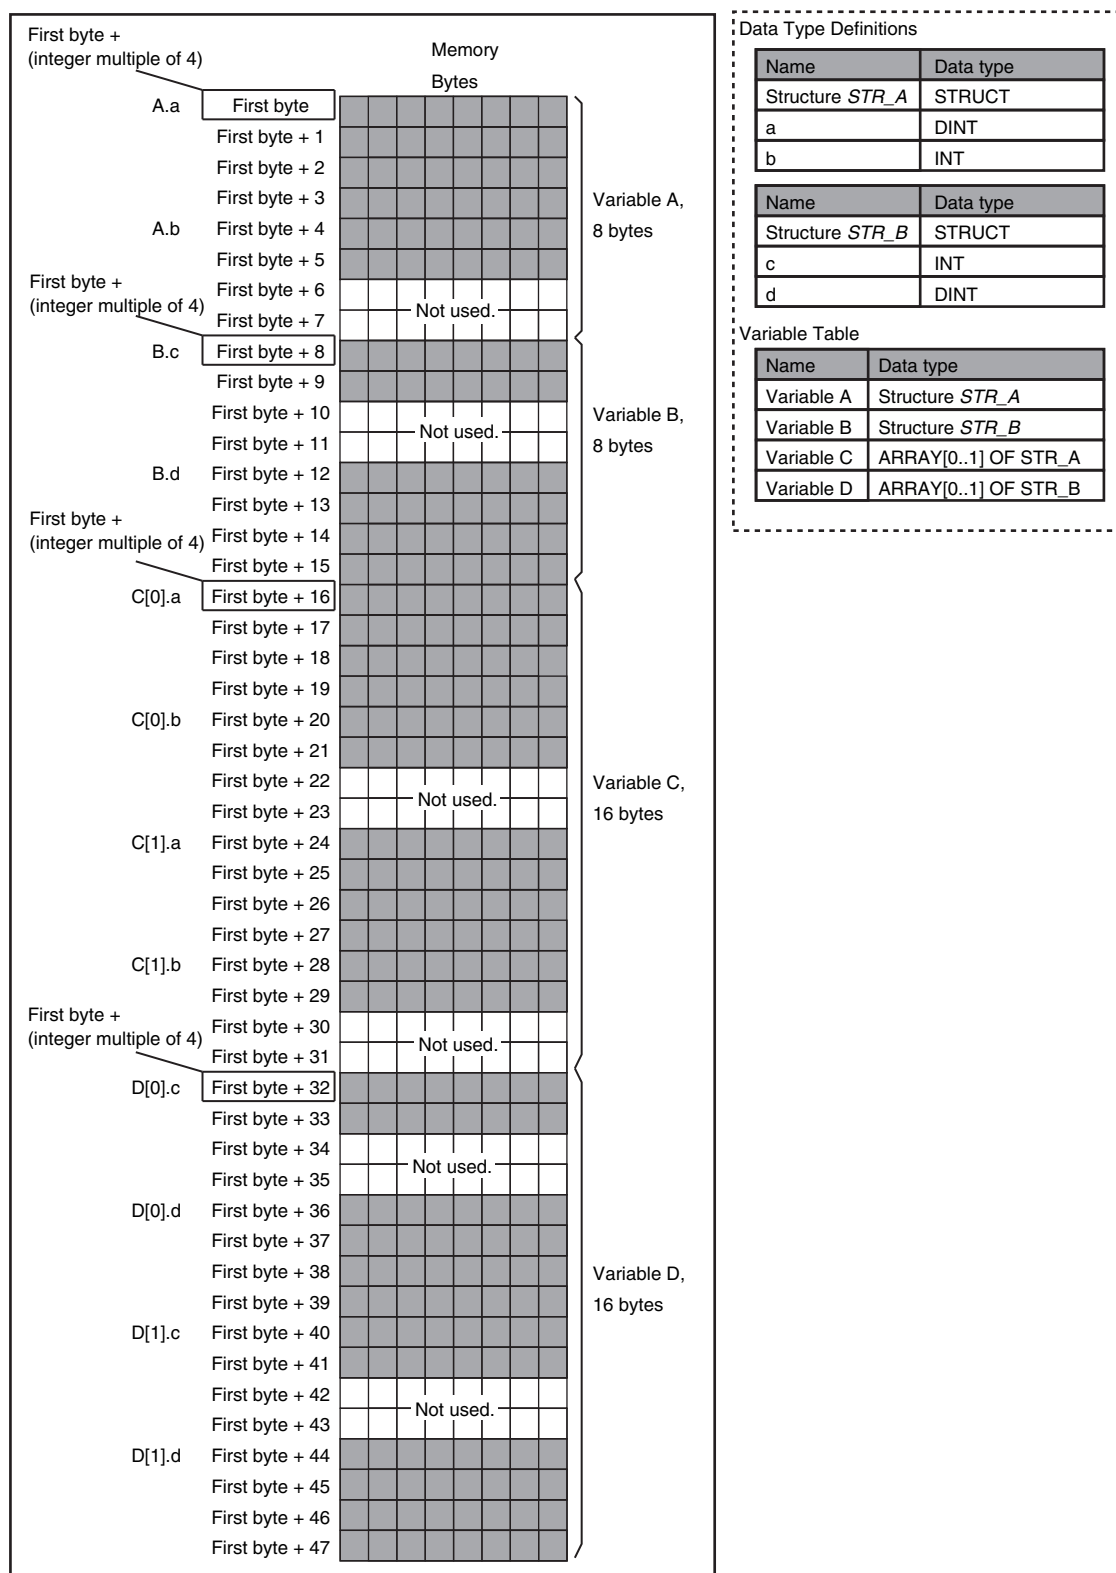 First byte +
(integer multiple of 4)
Memory
Bytes
A.a First byte
First byte + 1
First byte + 2
First byte + 3
Variable A,
A.b First byte + 4
8 bytes
First byte + 5
First byte +
(integer multiple of 4)
First byte + 6
Not used.
First byte + 7
B.c First byte + 8
First byte + 9
First byte + 10
Variable B,
Not used.
First byte + 11
8 bytes
B.d First byte + 12
First byte + 13
First byte +
(integer multiple of 4)
First byte + 14
First byte + 15
C[0].a First byte + 16
First byte + 17
First byte + 18
First byte + 19
C[0].b First byte + 20
First byte + 21
First byte + 22
Variable C,
Not used.
First byte + 23
16 bytes
C[1].a First byte + 24
First byte + 25
First byte + 26
First byte + 27
C[1].b First byte + 28
First byte + 29
First byte +
(integer multiple of 4)
First byte + 30
Not used.
First byte + 31
D[0].c First byte + 32
First byte + 33
First byte + 34
Not used.
First byte + 35
D[0].d First byte + 36
First byte + 37
First byte + 38
Variable D,
First byte + 39
16 bytes
D[1].c First byte + 40
First byte + 41
First byte + 42
Not used.
First byte + 43
D[1].d First byte + 44
First byte + 45
First byte + 46
First byte + 47
Data Type Definitions
Name Data type
Structure STR_A STRUCT
a DINT
b INT
Name Data type
Structure STR_B STRUCT
c INT
d DINT
Variable Table
Name Data type
Variable A Structure STR_A
Variable B Structure STR_B
Variable C ARRAY[0..1] OF STR_A
Variable D ARRAY[0..1] OF STR_B